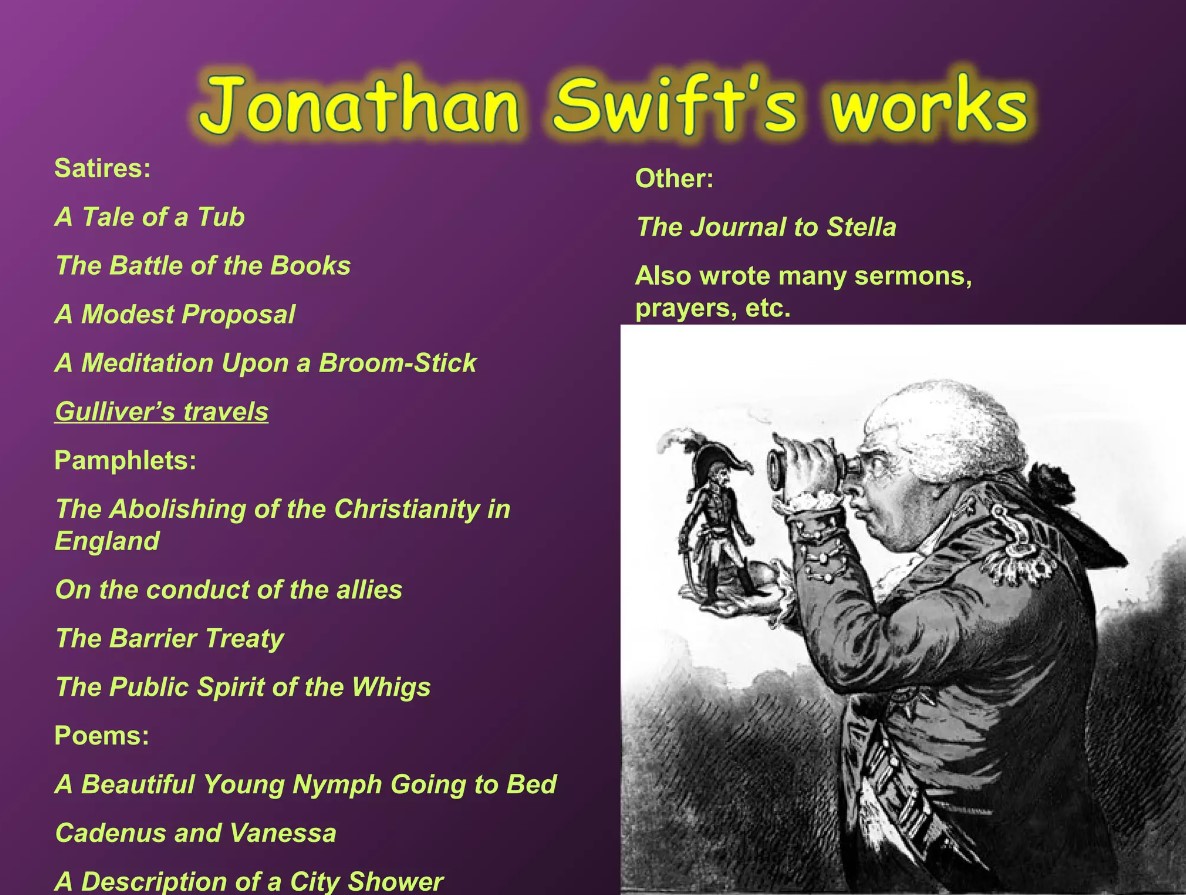 Jonathan Swift's works
Satires:
A Tale of a Tub
The Battle of the Books
A Modest Proposal
A Meditation Upon a Broom-Stick
Gulliver’s travels
Pamphlets:
The Abolishing of the Christianity in
England
On the conduct of the allies
The Barrier Treaty
The Public Spirit of the Whigs
Poems:
A Beautiful Young Nymph Going to Bed
Cadenus and Vanessa
A Description of a City Shower
Other:
The Journal to Stella
Also wrote many sermons,
prayers, etc.